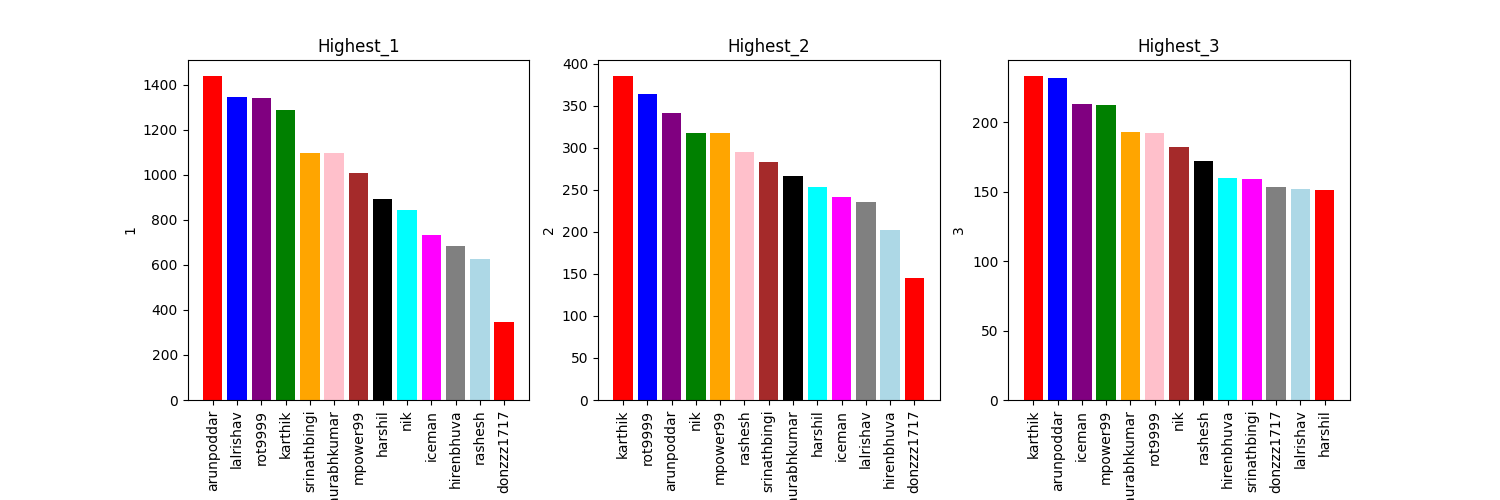 Highest_1
1400
1200
1000
800
600
400
200
0
1
arunpoddar
lalrishav
rot9999
karthik
srinathbingi
mpower99
harshil
nik
iceman
hirenbhuva
rashesh
donzzz1717
Highest_2
400
350
300
250
200
150
100
50
0
2
karthik
rot9999
arunpoddar
nik
mpower99
rashesh
srinathbingi
urabhkumar
harshil
iceman
lalrishav
hirenbhuva
donzzz1717
Highest_3
200
150
100
50
0
3
karthik
arunpoddar
iceman
mpower99
urabhkumar
rot9999
nik
rashesh
hirenbhuva
srinathbingi
donzzz1717
lalrishav
harshil